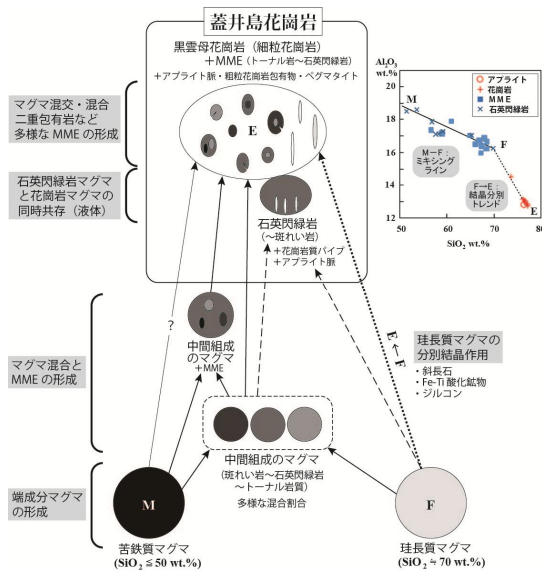 蓋井島花崗岩
黒雲母花崗岩（細粒花崗岩）
＋MME（トーナル岩～石英閃緑岩）
＋アプライト脈・粗粒花崗岩包有物・ペグマタイト
マグマ混交・混合
二重包有岩など
多様な MME の形成
E
石英閃緑岩マグマ
と花崗岩マグマの
同時共存（液体）
石英閃緑岩
（～斑れい岩）
＋花崗岩質パイプ
＋アプライト脈
Al2O3
wt.%
アプライト
花崗岩
MME
石英閃緑岩
M
F
M－F：
ミキシング
ライン
F→E：
結晶分別
トレンド
E
20
18
16
14
12
50
60
70
80
SiO2 wt.%
?
中間組成
のマグマ
＋MME
F→E
珪長質マグマの
分別結晶作用
・斜長石
・Fe-Ti 酸化鉱物
・ジルコン
マグマ混合と
MME の形成
中間組成のマグマ
（斑れい岩～石英閃緑岩
～トーナル岩質）
多様な混合割合
端成分マグマ
の形成
M
苦鉄質マグマ
(SiO2≦50 wt.%)
F
珪長質マグマ
(SiO2≒70 wt.%)